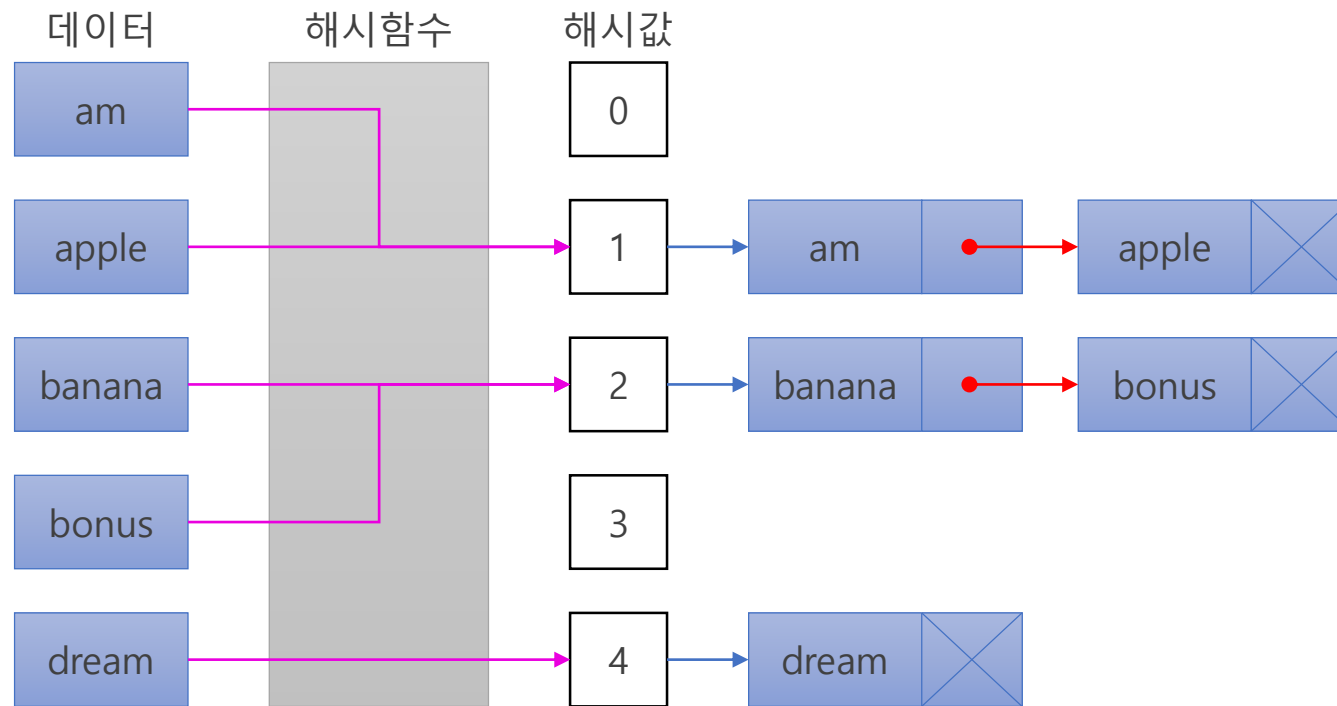 데이터 해시함수 해시값
am 0
apple 1 am apple
banana 2 banana bonus
bonus 3
dream 4 dream